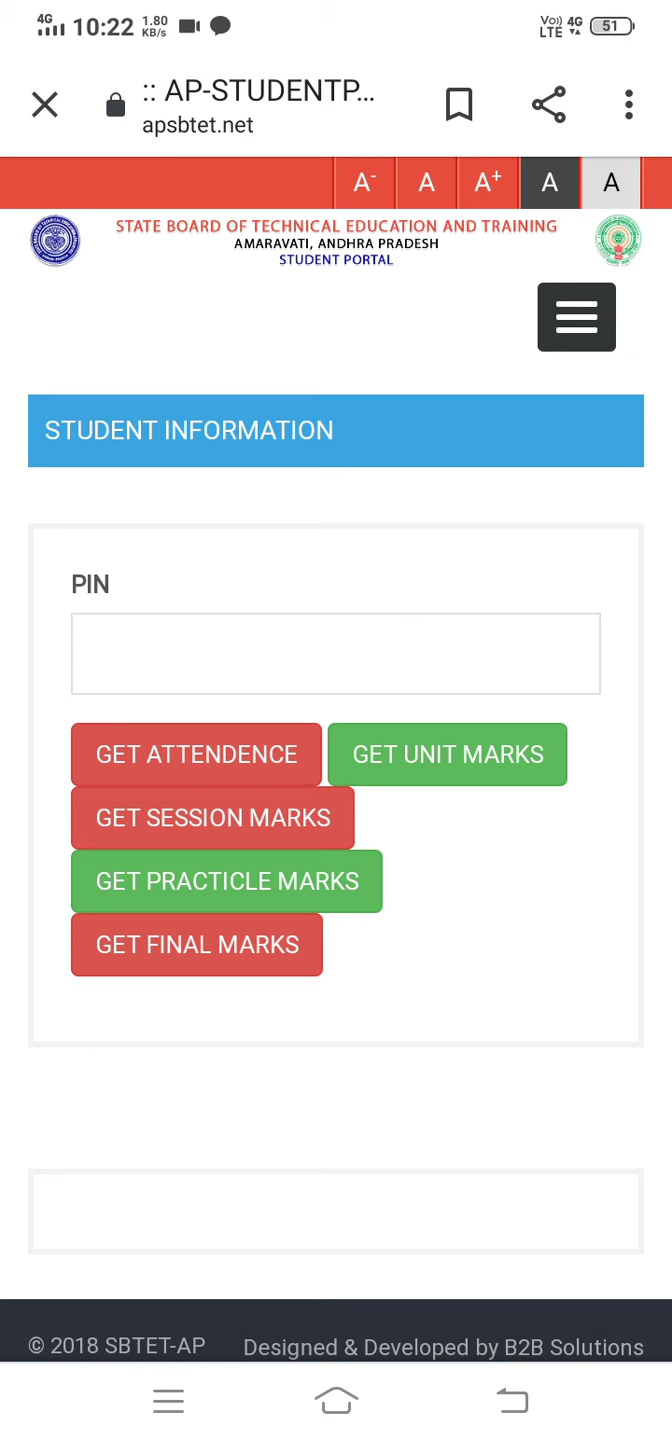 4G 10:22 1.80 KB/s Vo) LTE 4G 51
:: AP-STUDENTP...
apsbtet.net
A- A A+ A A
STATE BOARD OF TECHNICAL EDUCATION AND TRAINING
AMARAVATI, ANDHRA PRADESH
STUDENT PORTAL
STUDENT INFORMATION
PIN
GET ATTENDENCE GET UNIT MARKS
GET SESSION MARKS
GET PRACTICLE MARKS
GET FINAL MARKS
© 2018 SBTET-AP Designed & Developed by B2B Solutions